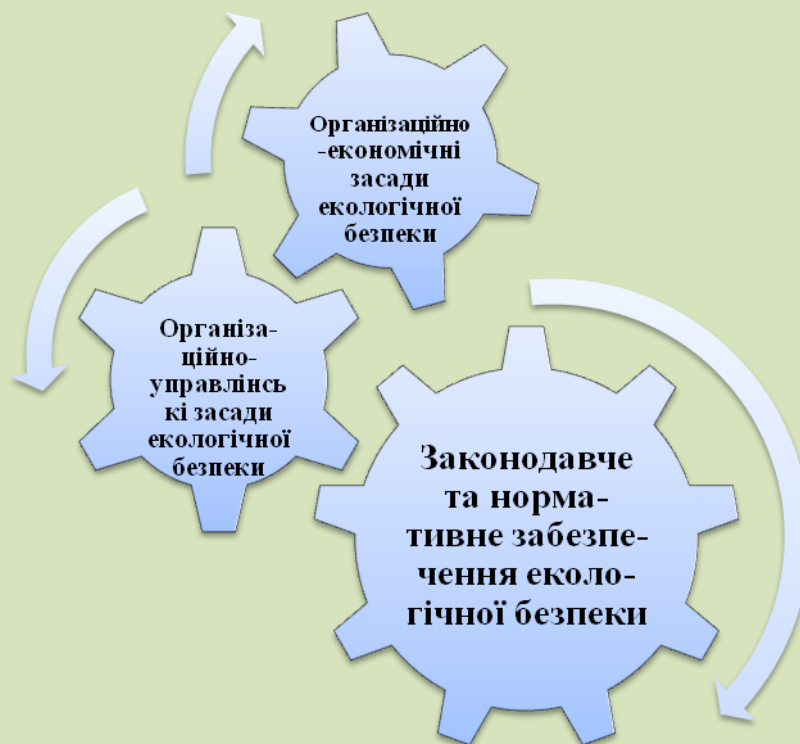 Організаційно
-економічні
засади
екологічної
безпеки
Організа-
ційно-
управлінсь
кі засади
екологічної
безпеки
Законодавче
та норма-
тивне забезпе-
чення еколо-
гічної безпеки